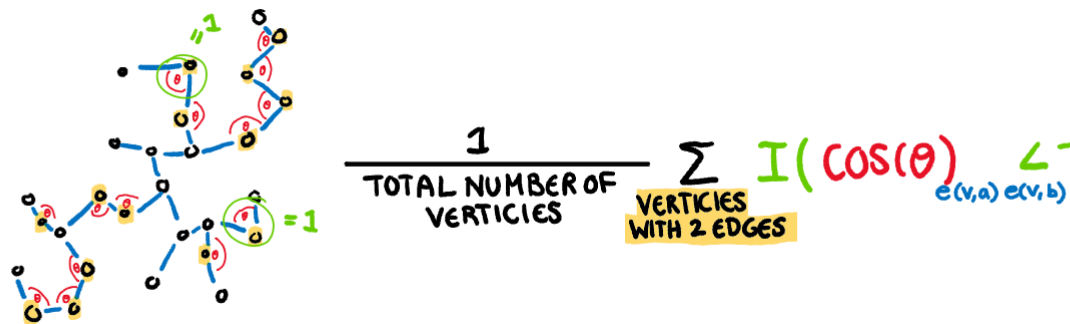 =1
θ
θ
θ
θ
θ
θ
θ
θ
θ
θ
=1
θ
θ
θ
θ
θ
1
TOTAL NUMBER OF
VERTICIES
Σ
VERTICIES
WITH 2 EDGES
I(COS(θ) <-
e(v,a) e(v,b)